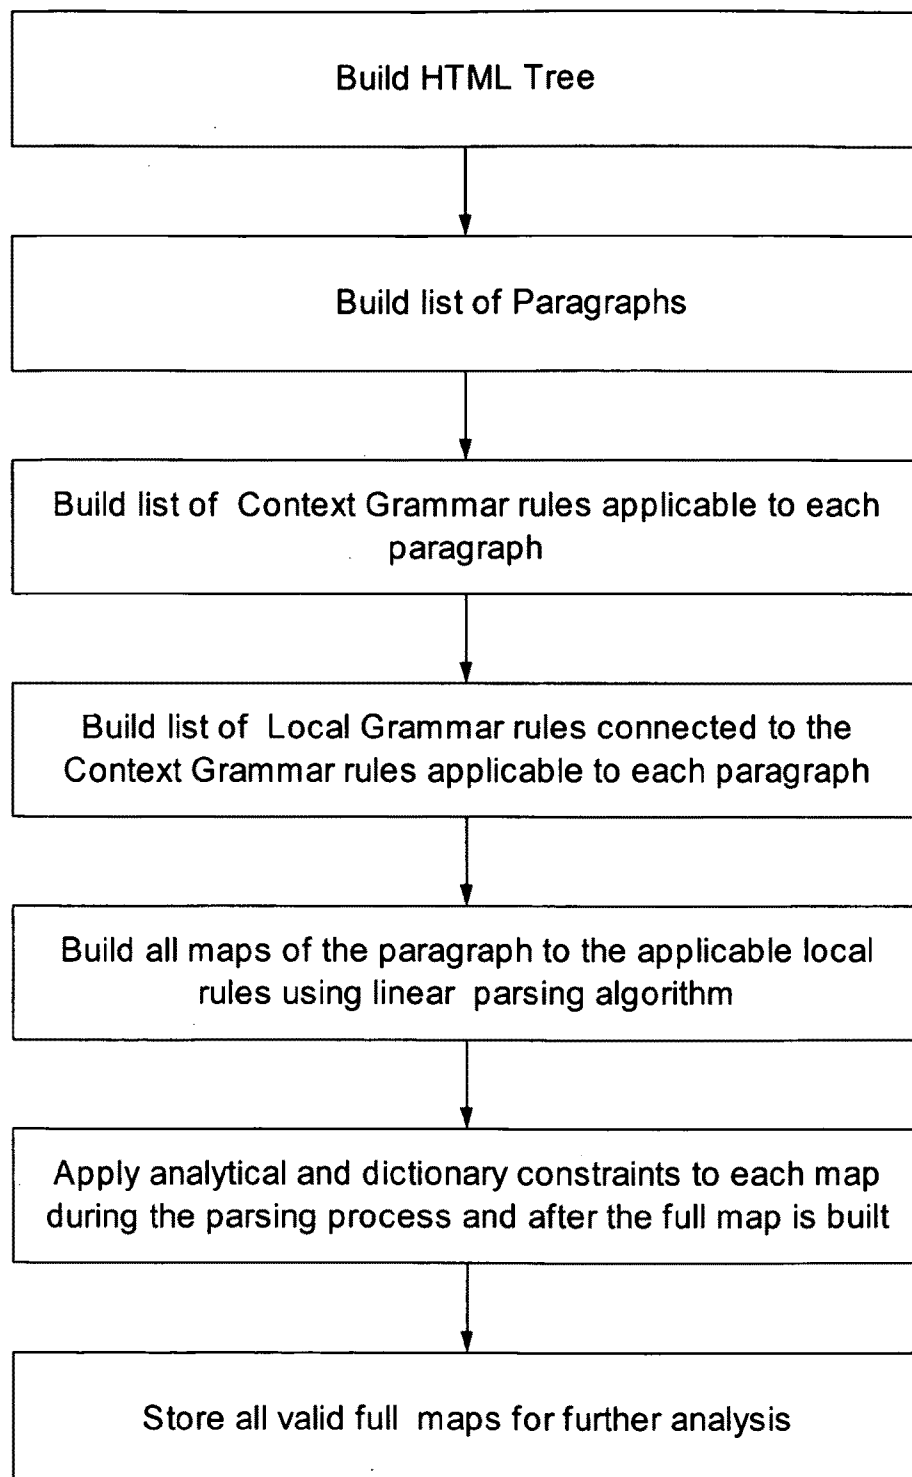 Build HTML Tree
Build list of Paragraphs
Build list of Context Grammar rules applicable to each
paragraph
Build list of Local Grammar rules connected to the
Context Grammar rules applicable to each paragraph
Build all maps of the paragraph to the applicable local
rules using linear parsing algorithm
Apply analytical and dictionary constraints to each map
during the parsing process and after the full map is built
Store all valid full maps for further analysis